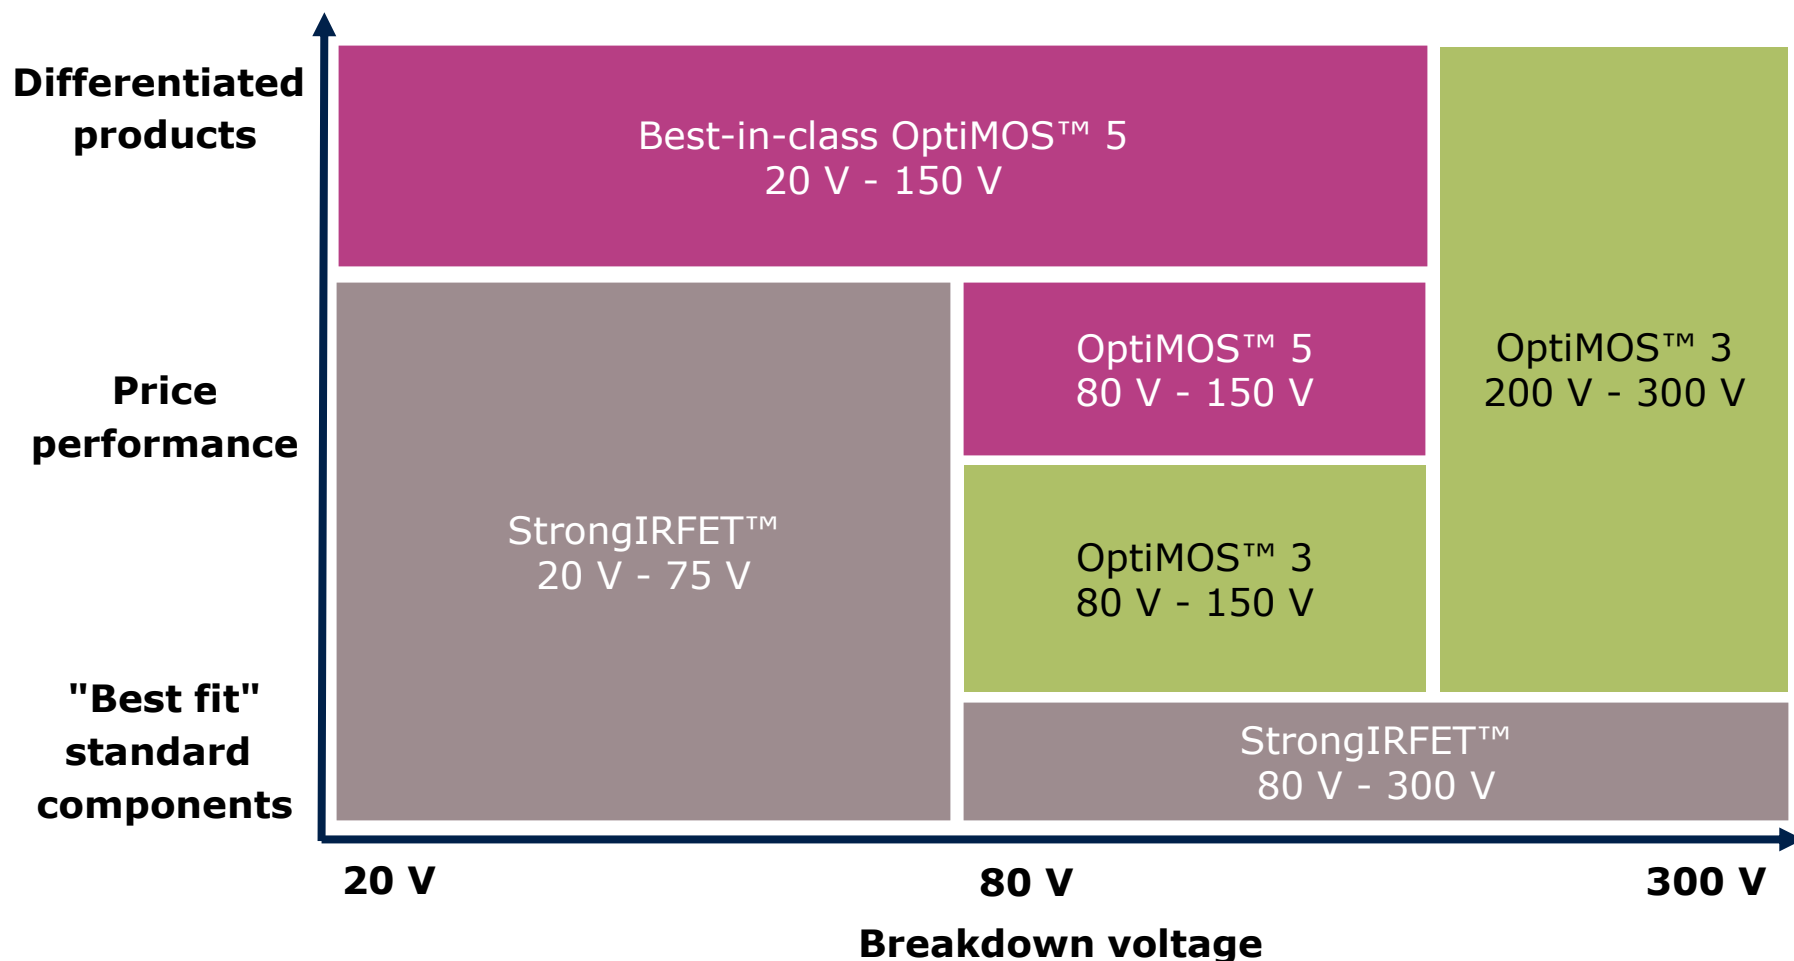 Differentiated
products
Best-in-class OptiMOS™ 5
20 V - 150 V
Price
performance
OptiMOS™ 5
80 V - 150 V
OptiMOS™ 3
200 V - 300 V
StrongIRFET™
20 V - 75 V
OptiMOS™ 3
80 V - 150 V
"Best fit"
standard
components
StrongIRFET™
80 V - 300 V
20 V
80 V
300 V
Breakdown voltage